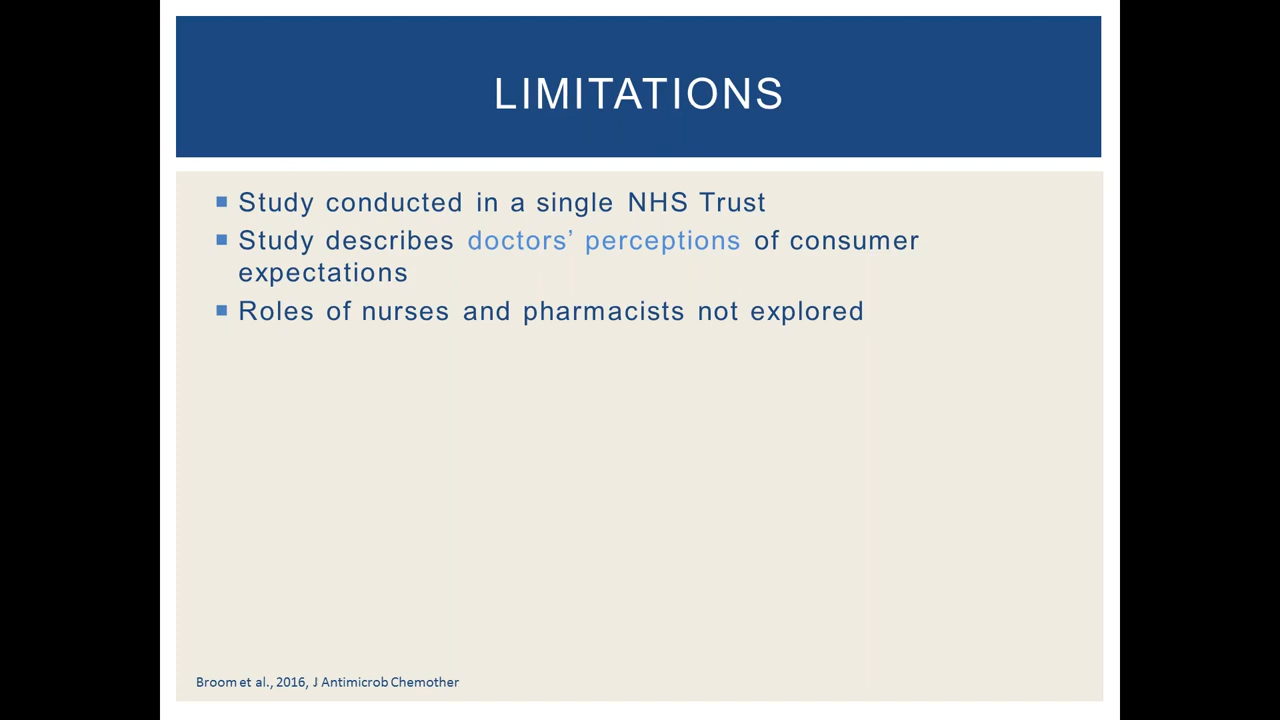 LIMITATIONS
▪ Study conducted in a single NHS Trust
▪ Study describes doctors’ perceptions of consumer
expectations
▪ Roles of nurses and pharmacists not explored
Broom et al., 2016, J Antimicrob Chemother